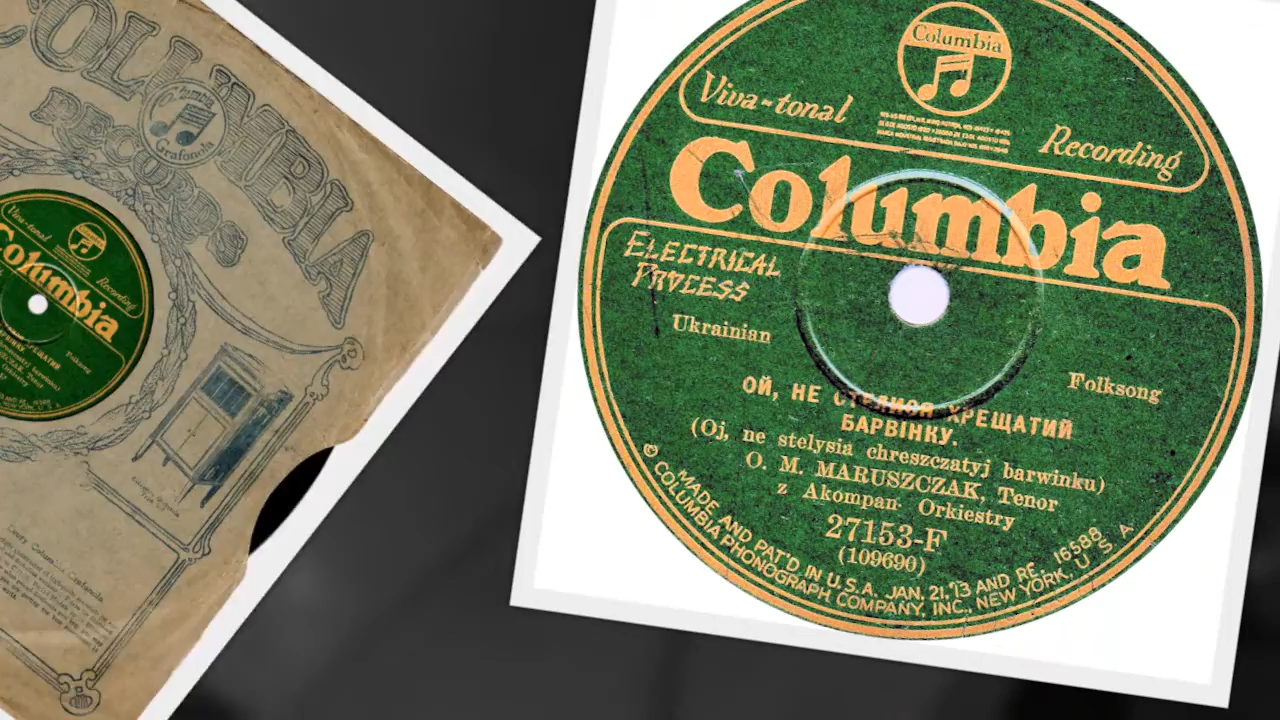 COLUMBIA
RECORDS
Columbia
Grafonola
Viva-tonal
Recording
Columbia
Folksong
Columbia
Viva-tonal Recording
Columbia
ELECTRICAL
PROCESS
Ukrainian
Folksong
ОЙ, НЕ СТЕЛИСЯ ХРЕЩАТИЙ
БАРВІНКУ.
(Oj, ne stelysia chreszczatyj barwinku)
O. M. MARUSZCZAK, Tenor
z Akompan. Orkiestry
27153-F
(109690)
© MADE AND PAT'D IN U.S.A. JAN. 21, '13 AND RE. 16588
COLUMBIA PHONOGRAPH COMPANY, INC., NEW YORK, U. S. A